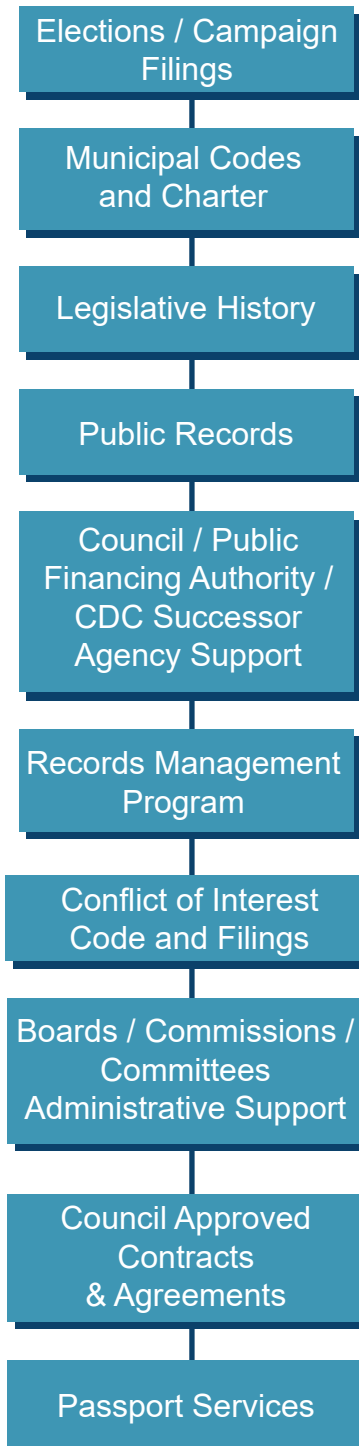 Elections / Campaign
Filings
Municipal Codes
and Charter
Legislative History
Public Records
Council / Public
Financing Authority /
CDC Successor
Agency Support
Records Management
Program
Conflict of Interest
Code and Filings
Boards / Commissions /
Committees
Administrative Support
Council Approved
Contracts
& Agreements
Passport Services